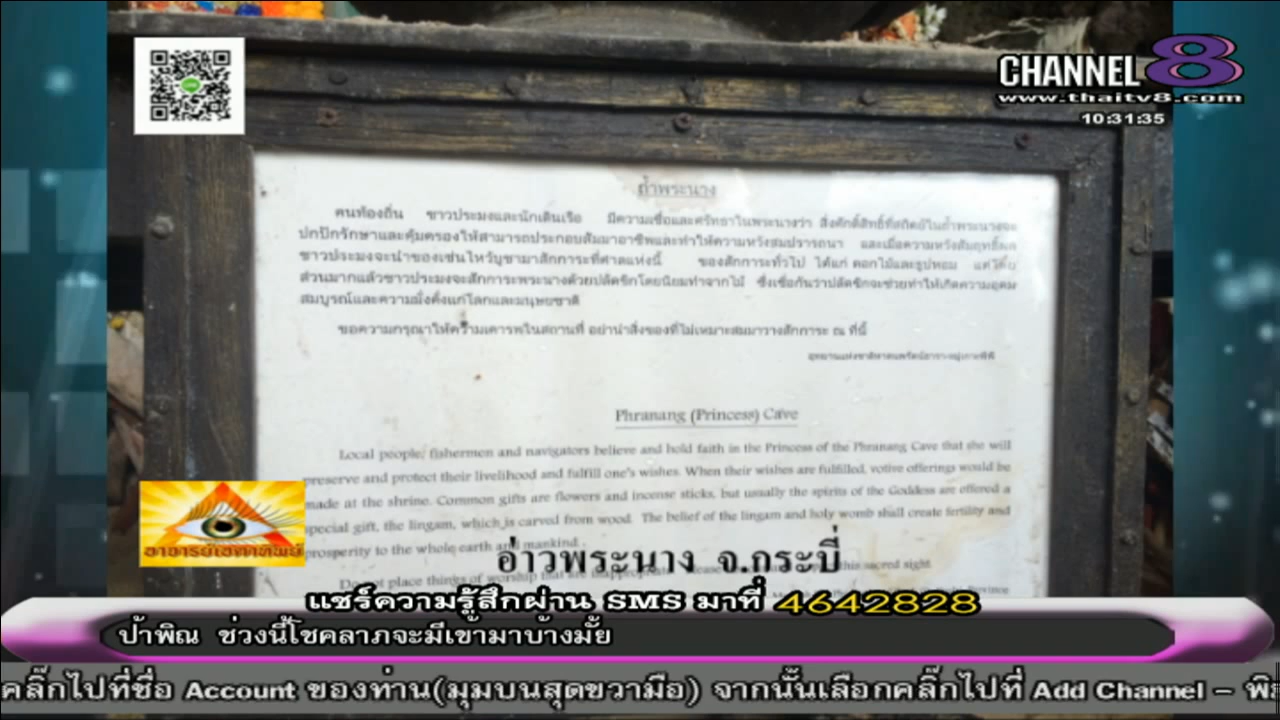 CHANNEL 8
www.thaitv8.com
10:31:35
ถ้ำพระนาง
คนท้องถิ่น ชาวประมงและนักเดินเรือ มีความเชื่อและศรัทธาในพระนางว่า สิ่งศักดิ์สิทธิ์ที่สถิตย์ในถ้ำพระนางจะ
ปกปักรักษาและคุ้มครองให้สามารถประกอบสัมมาอาชีพและทำให้ความหวังสมปรารถนา และเมื่อความหวังสัมฤทธิ์ผล
ชาวประมงจะนำของเซ่นไหว้บูชามาสักการะที่ศาลแห่งนี้ ของสักการะทั่วไป ได้แก่ ดอกไม้และธูปหอม แต่
ส่วนมากแล้วชาวประมงจะสักการะพระนางด้วยปลัดขิกโดยนิยมทำจากไม้ ซึ่งเชื่อกันว่าปลัดขิกจะช่วยทำให้เกิดความอุดม
สมบูรณ์และความมั่งคั่งแก่โลกและมนุษยชาติ
ขอความกรุณาให้ความเคารพในสถานที่ อย่านำสิ่งของที่ไม่เหมาะสมมาวางสักการะ ณ ที่นี้
Phranang (Princess) Cave
Local people, fishermen and navigators believe and hold faith in the Princess of the Phranang Cave that she will
preserve and protect their livelihood and fulfill one's wishes. When their wishes are fulfilled, votive offerings would be
made at the shrine. Common gifts are flowers and incense sticks, but usually the spirits of the Goddess are offered a
special gift, the lingam, which is carved from wood. The belief of the lingam and holy womb shall create fertility and
prosperity to the whole earth and mankind.
Do not place things of worship that are this sacred sight.
อาจารย์เอกาทิพย์
อ่าวพระนาง จ.กระบี่
แชร์ความรู้สึกผ่าน SMS มาที่ 4642828
ป้าพิณ ช่วงนี้โชคลาภจะมีเข้ามาบ้างมั้ย
คลิ๊กไปที่ชื่อ Account ของท่าน(มุมบนสุดขวามือ) จากนั้นเลือกคลิ๊กไปที่ Add Channel –